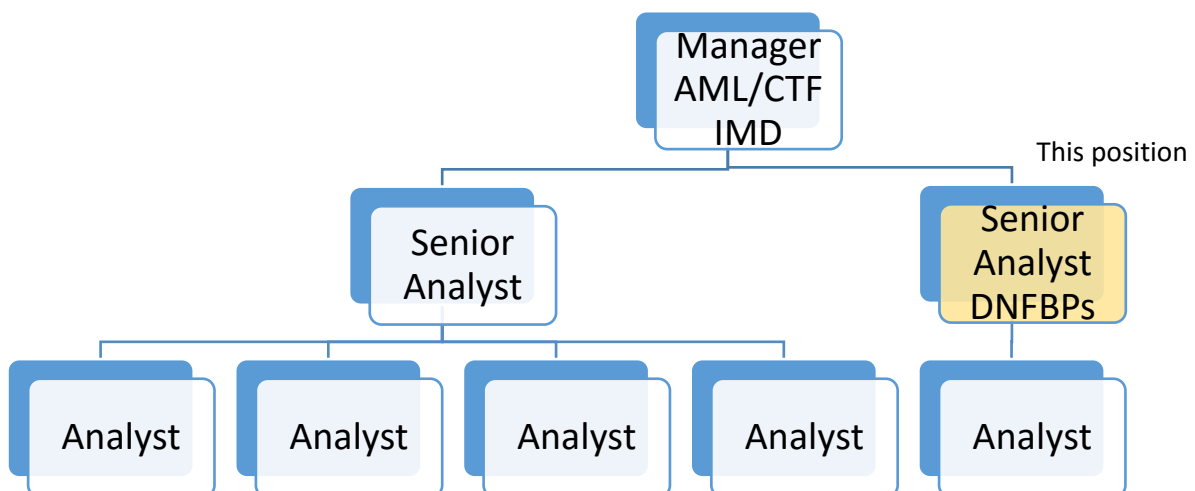 Manager
AML/CTF
IMD
This position
Senior
Analyst
Senior
Analyst
DNFBPs
Analyst
Analyst
Analyst
Analyst
Analyst